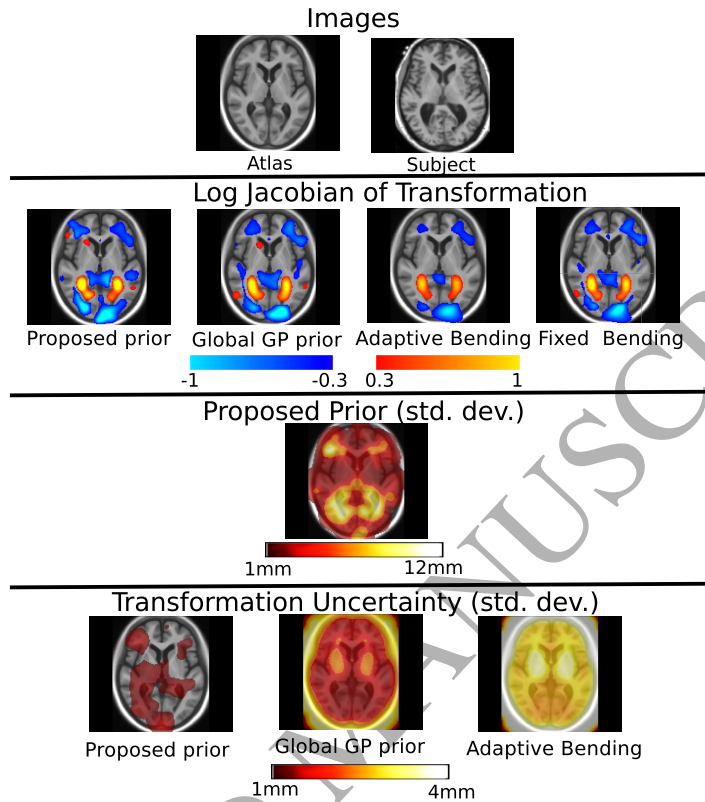 Images
Atlas
Subject
Log Jacobian of Transformation
Proposed prior
Global GP prior
Adaptive Bending
Fixed Bending
-1
-0.3
0.3
1
Proposed Prior (std. dev.)
1mm
12mm
Transformation Uncertainty (std. dev.)
Proposed prior
Global GP prior
Adaptive Bending
1mm
4mm
MANUSC